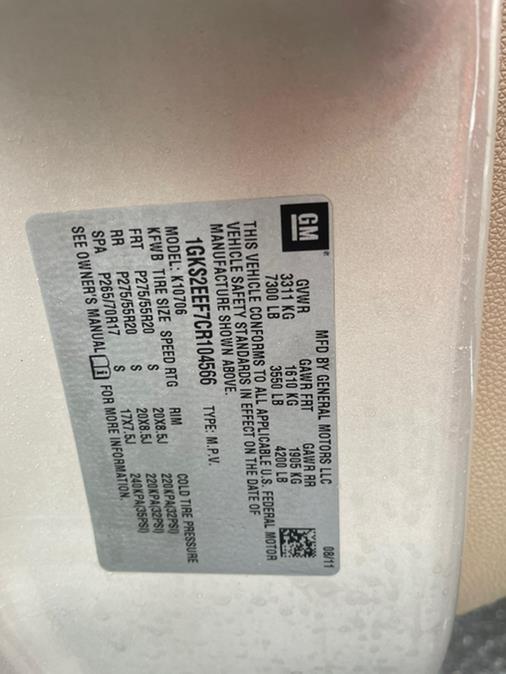 GM
MFD BY GENERAL MOTORS LLC 08/11
GVWR GAWR FRT GAWR RR
3311 KG 1610 KG 1905 KG
7300 LB 3550 LB 4200 LB
THIS VEHICLE CONFORMS TO ALL APPLICABLE U.S. FEDERAL MOTOR
VEHICLE SAFETY STANDARDS IN EFFECT ON THE DATE OF
MANUFACTURE SHOWN ABOVE.
1GKS2EEF7CR104566 TYPE: M.P.V.
MODEL: K10706
KFWB TIRE SIZE SPEED RTG RIM COLD TIRE PRESSURE
FRT P275/55R20 S 20X8.5J 220KPA(32PSI)
RR P275/55R20 S 20X8.5J 220KPA(32PSI)
SPA P265/70R17 17X7.5J 240KPA(35PSI)
SEE OWNER'S MANUAL FOR MORE INFORMATION.